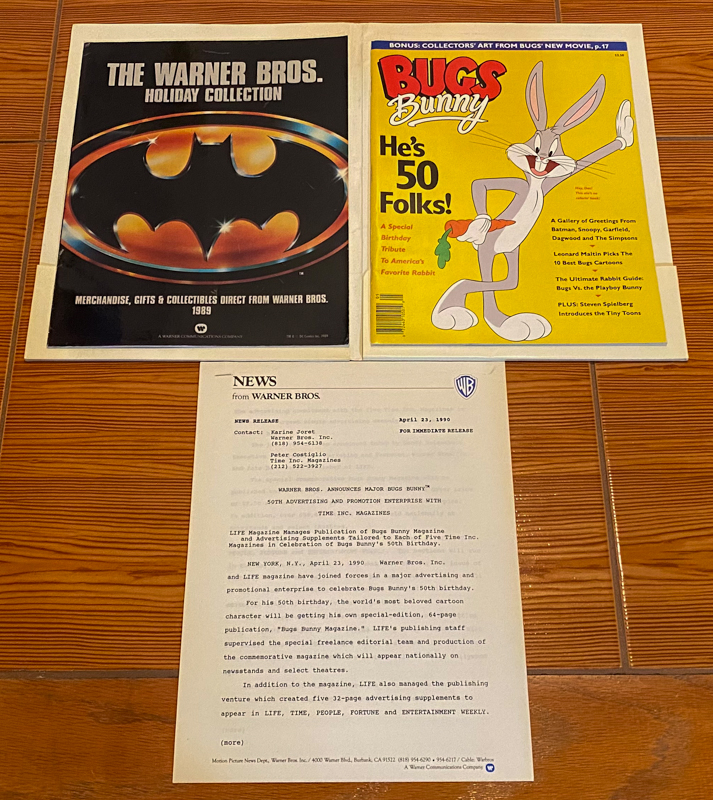 THE WARNER BROS.
HOLIDAY COLLECTION
MERCHANDISE, GIFTS & COLLECTIBLES DIRECT FROM WARNER BROS.
1989
A WARNER COMMUNICATIONS COMPANY
BONUS: COLLECTORS' ART FROM BUGS' NEW MOVIE, p.17
BUGS
Bunny
He's
50
Folks!
A Special
Birthday
Tribute
To America's
Favorite Rabbit
A Gallery of Greetings From
Batman, Snoopy, Garfield,
Dagwood and The Simpsons
Leonard Maltin Picks The
10 Best Bugs Cartoons
The Ultimate Rabbit Guide:
Bugs Vs. the Playboy Bunny
PLUS: Steven Spielberg
Introduces the Tiny Toons
NEWS
from WARNER BROS.
WB
NEWS RELEASE
April 23, 1990
Contact: Karine Joret
FOR IMMEDIATE RELEASE
Warner Bros. Inc.
(818) 954-6138
Peter Costiglio
Time Inc. Magazines
(212) 522-3927
WARNER BROS. ANNOUNCES MAJOR BUGS BUNNY™
50TH ADVERTISING AND PROMOTION ENTERPRISE WITH
TIME INC. MAGAZINES
LIFE Magazine Manages Publication of Bugs Bunny Magazine
and Advertising Supplements Tailored to Each of Five Time Inc.
Magazines in Celebration of Bugs Bunny's 50th Birthday.
NEW YORK, N.Y., April 23, 1990 Warner Bros. Inc.
and LIFE magazine have joined forces in a major advertising and
promotional enterprise to celebrate Bugs Bunny's 50th birthday.
For his 50th birthday, the world's most beloved cartoon
character will be getting his own special-edition, 64-page
publication, "Bugs Bunny Magazine." LIFE's publishing staff
supervised the special freelance editorial team and production of
the commemorative magazine which will appear nationally on
newsstands and select theatres.
In addition to the magazine, LIFE also managed the publishing
venture which created five 32-page advertising supplements to
appear in LIFE, TIME, PEOPLE, FORTUNE and ENTERTAINMENT WEEKLY.
(more)
Motion Picture News Dept., Warner Bros. Inc. / 4000 Warner Blvd., Burbank, CA 91522 (818) 954-6290 • 954-6217 / Cable: Warbros
A Warner Communications Company